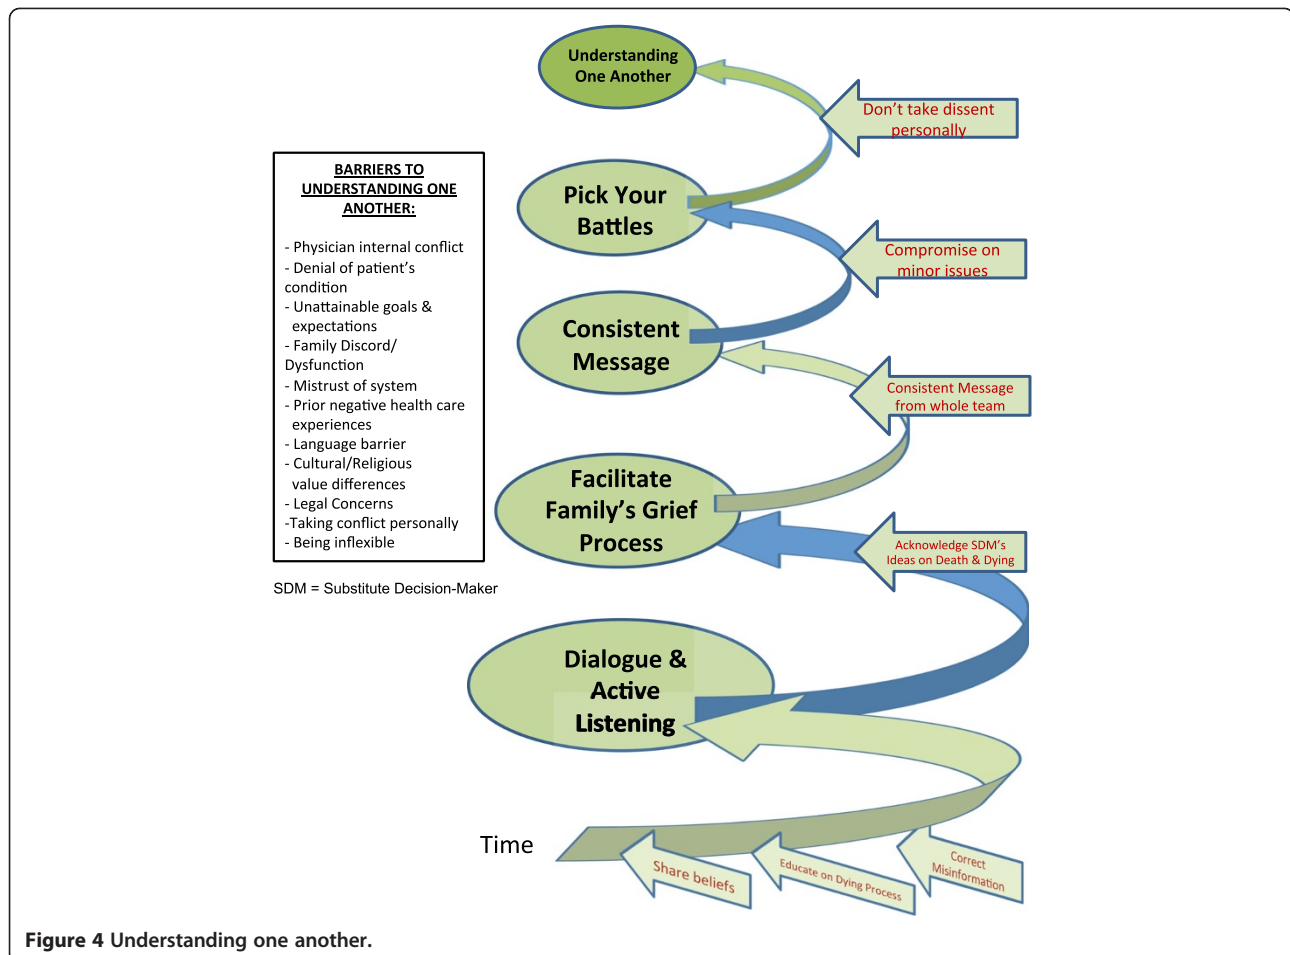 Understanding
One Another
Don't take dissent
personally
BARRIERS TO
UNDERSTANDING ONE
ANOTHER:
- Physician internal conflict
- Denial of patient's
condition
- Unattainable goals &
expectations
- Family Discord/
Dysfunction
- Mistrust of system
- Prior negative health care
experiences
- Language barrier
- Cultural/Religious
value differences
- Legal Concerns
-Taking conflict personally
- Being inflexible
SDM = Substitute Decision-Maker
Pick Your
Battles
Compromise on
minor issues
Consistent
Message
Consistent Message
from whole team
Facilitate
Family's Grief
Process
Acknowledge SDM's
Ideas on Death & Dying
Dialogue &
Active
Listening
Time
Share beliefs
Educate on Dying Process
Correct
Misinformation
Figure 4 Understanding one another.